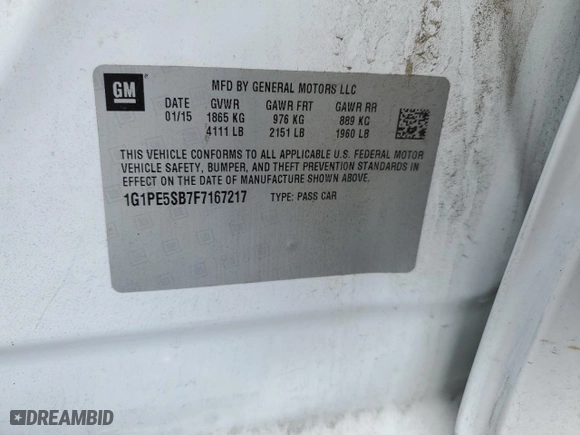 GM
MFD BY GENERAL MOTORS LLC
DATE GVWR GAWR FRT GAWR RR
01/15 1865 KG 976 KG 889 KG
4111 LB 2151 LB 1960 LB
THIS VEHICLE CONFORMS TO ALL APPLICABLE U.S. FEDERAL MOTOR
VEHICLE SAFETY, BUMPER, AND THEFT PREVENTION STANDARDS IN
EFFECT ON THE DATE OF MANUFACTURE SHOWN ABOVE.
1G1PE5SB7F7167217 TYPE: PASS CAR
DREAMBID